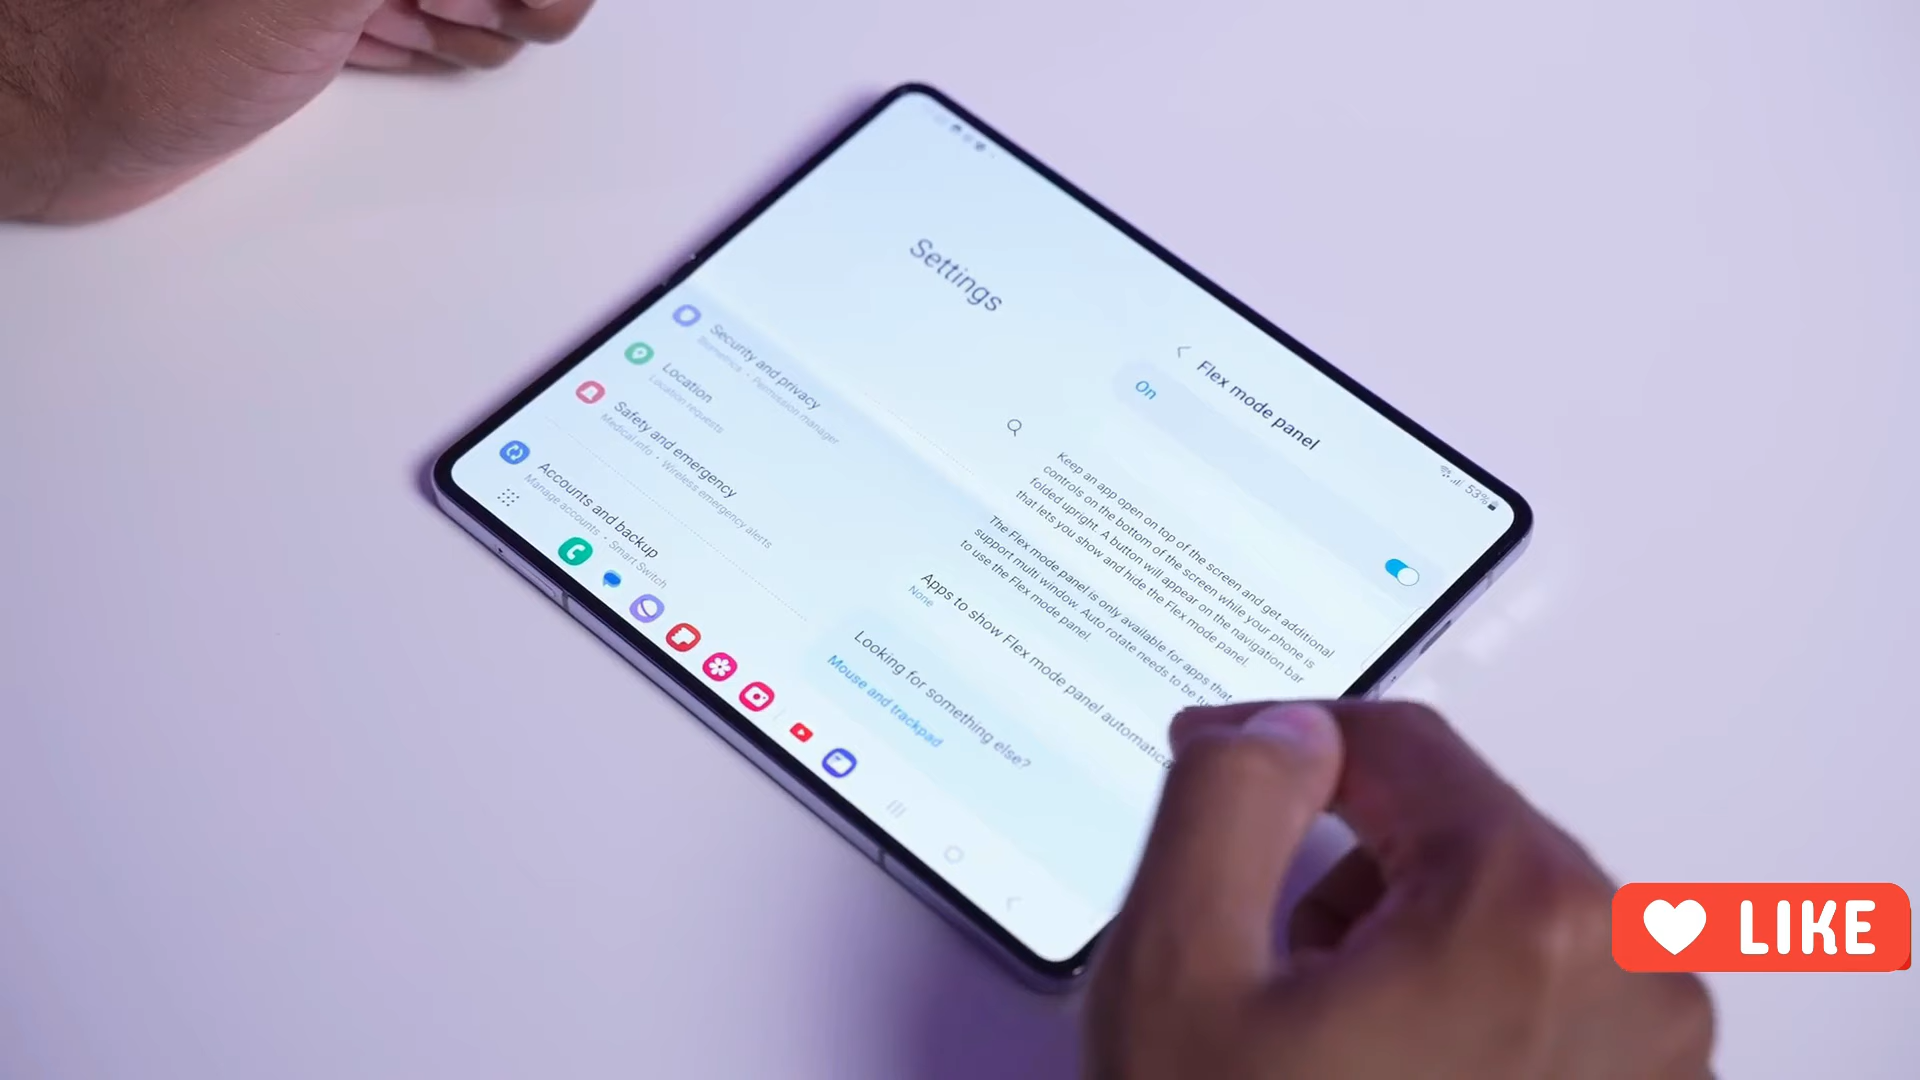 Settings
Security and privacy
Biometrics • Permission manager
Location
Location requests
Safety and emergency
Medical info • Wireless emergency alerts
Accounts and backup
Manage accounts • Smart Switch
53%
Flex mode panel
On
Keep an app open on top of the screen and get additional
controls on the bottom of the screen while your phone is
folded upright. A button will appear on the navigation bar
that lets you show and hide the Flex mode panel.
The Flex mode panel is only available for apps that
support multi window. Auto rotate needs to be
to use the Flex mode panel.
Apps to show Flex mode panel
None
Looking for something else?
Mouse and trackpad
LIKE